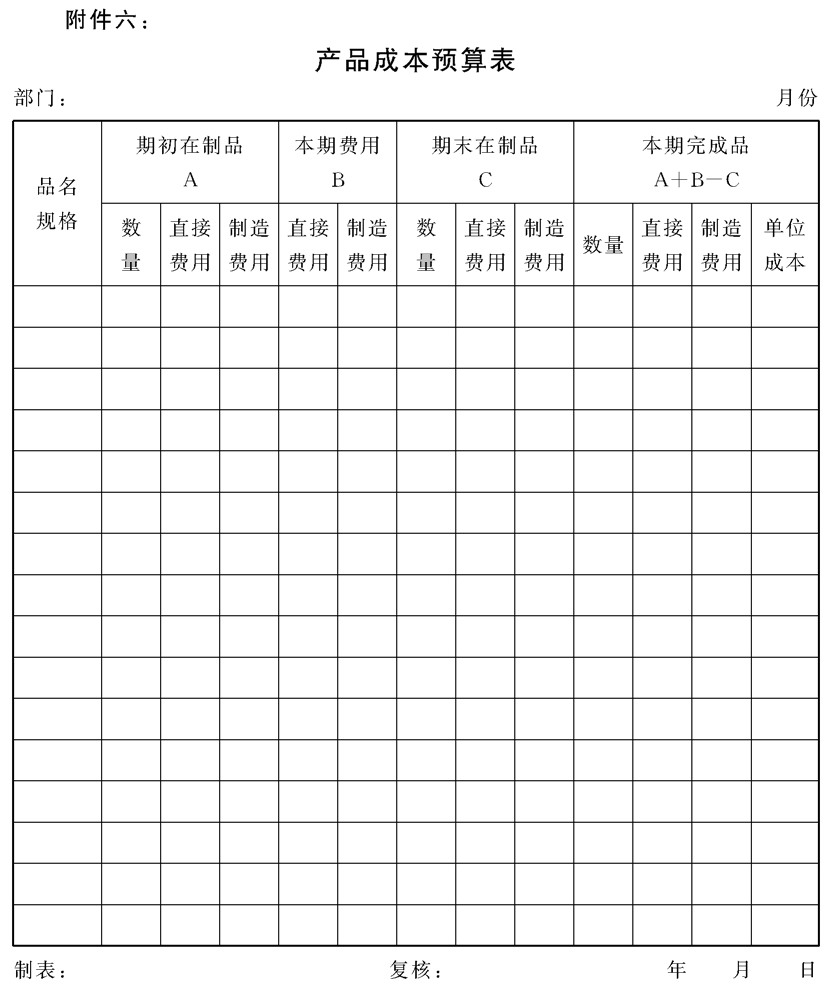 附件六：
产品成本预算表
部门： 月份
品名 规格 期初在制品 A 本期费用 B 期末在制品 C 本期完成品 A＋B－C
数量 直接费用 制造费用 直接费用 制造费用 数量 直接费用 制造费用 数量 直接费用 制造费用 单位成本
制表： 复核： 年 月 日